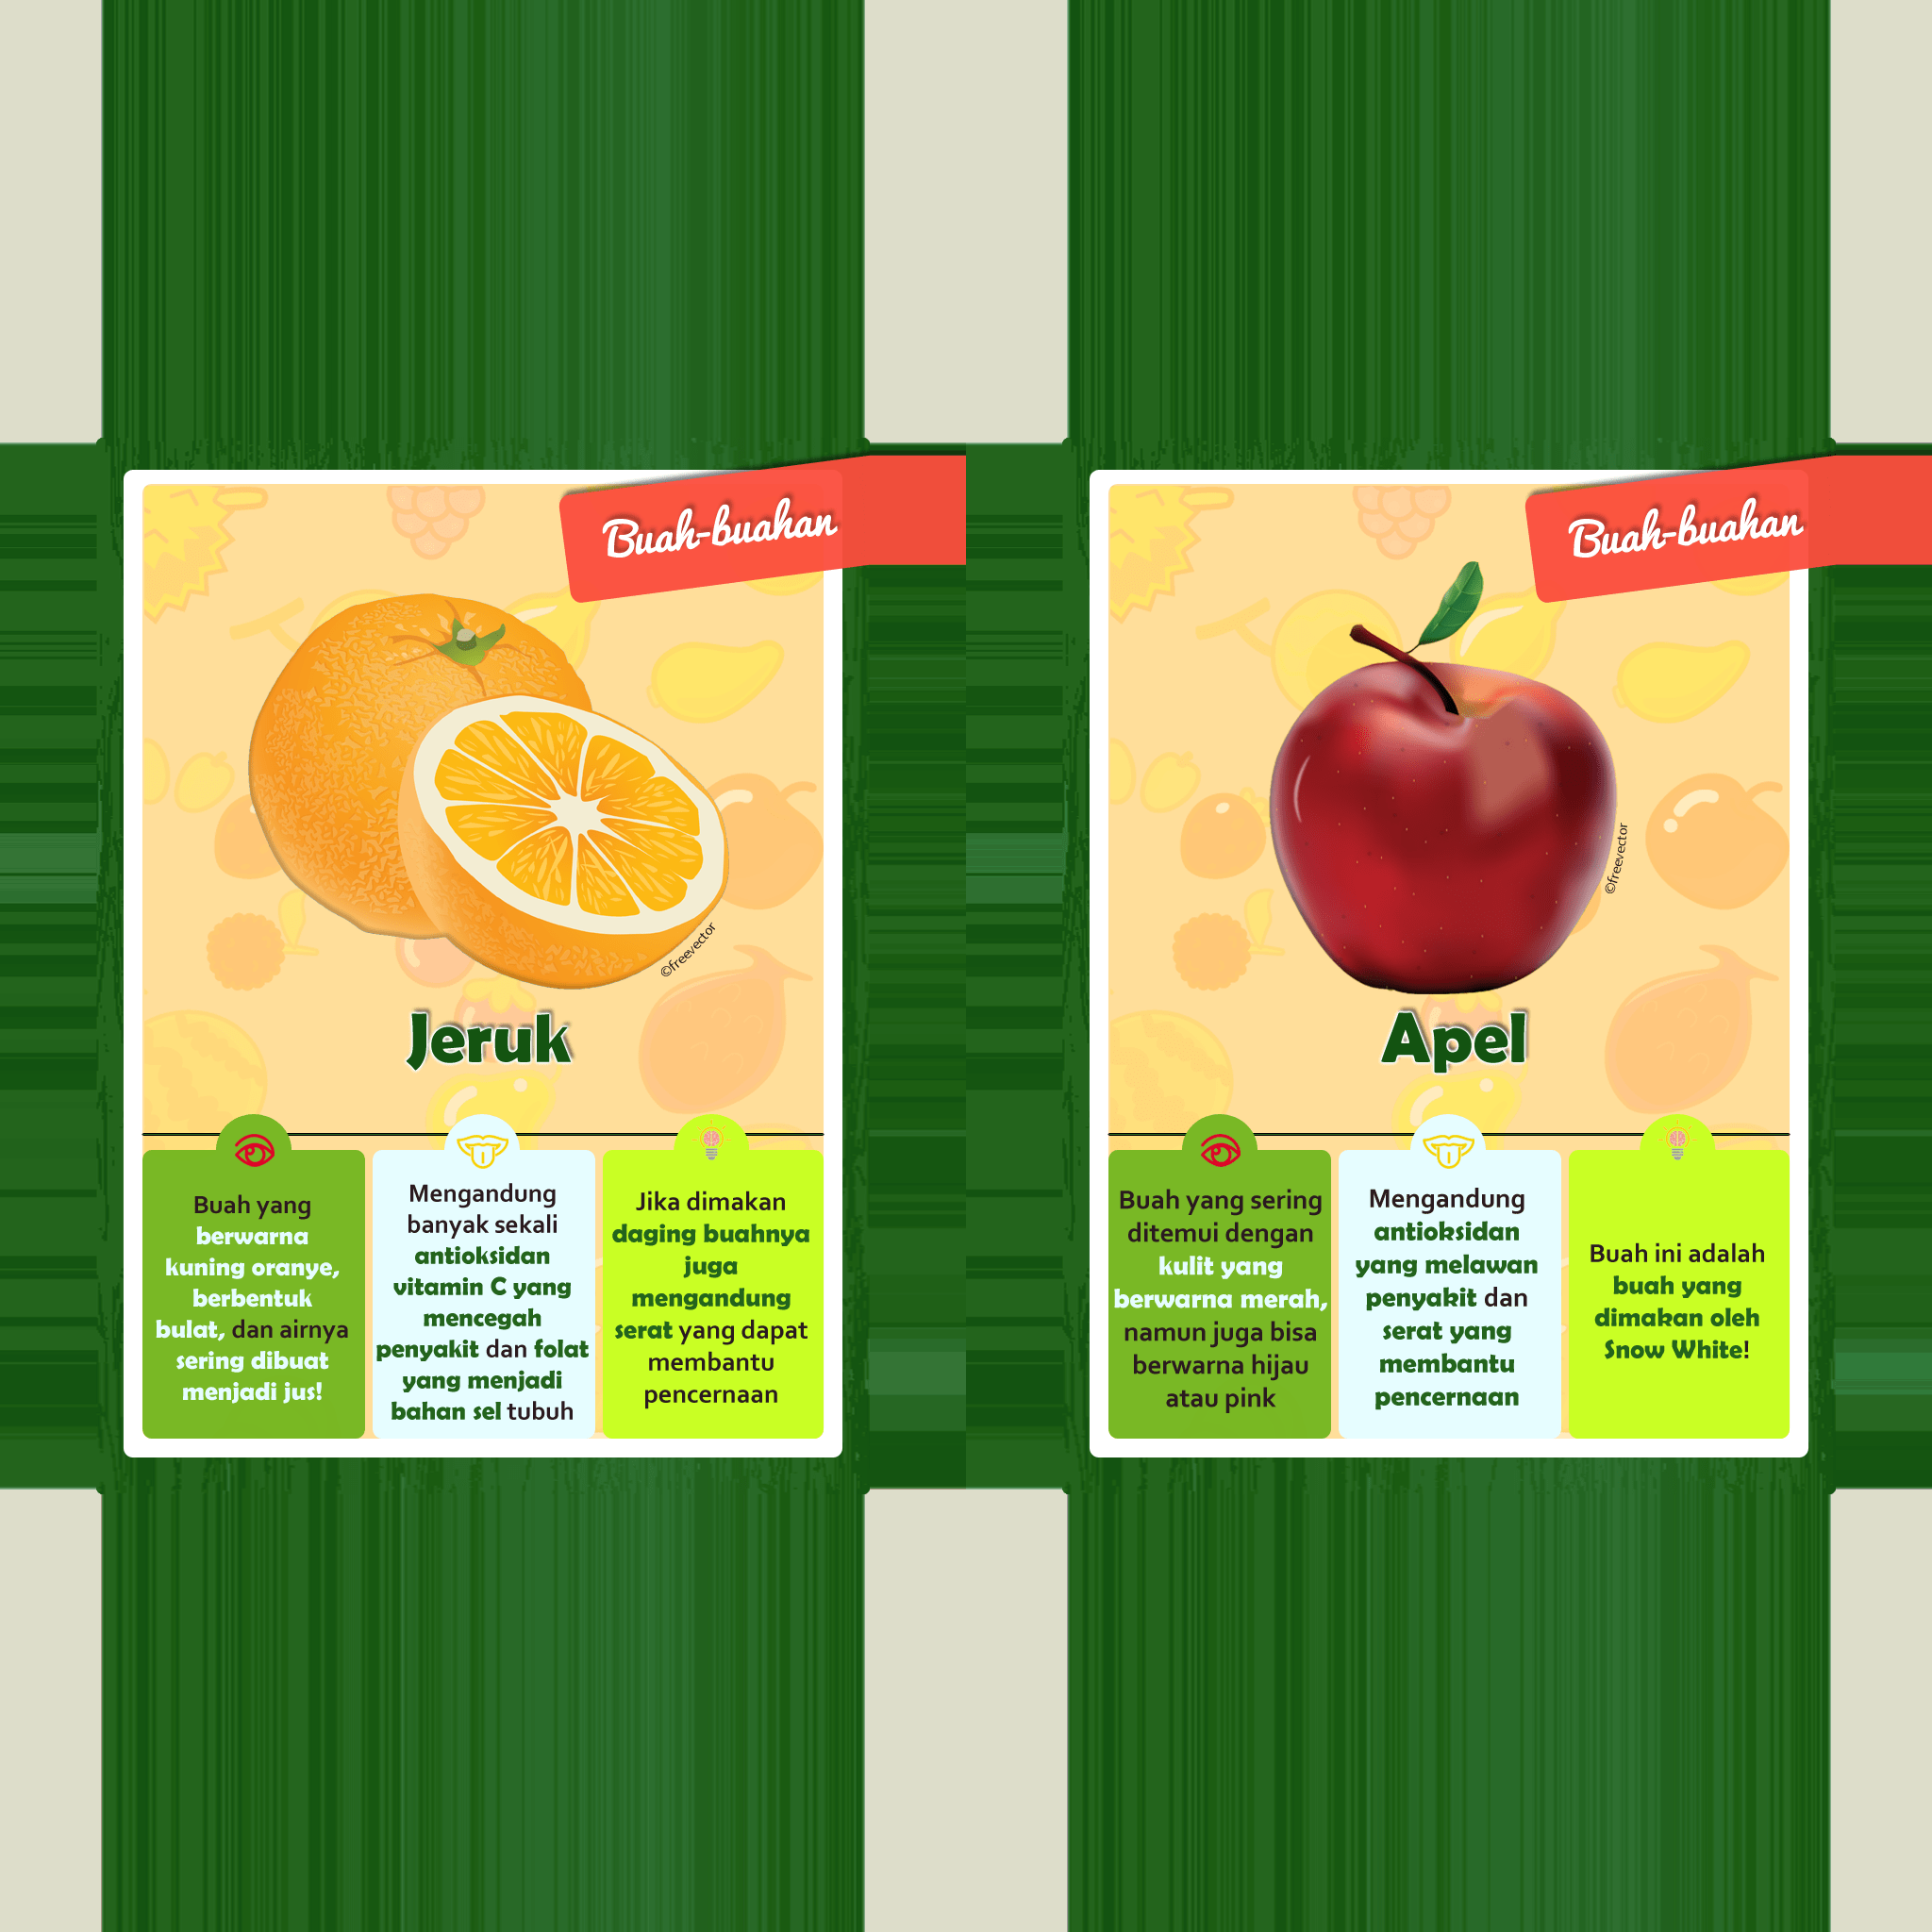 Buah-buahan
©freevector
Jeruk
Buah yang
berwarna
kuning oranye,
berbentuk
bulat, dan airnya
sering dibuat
menjadi jus!
Mengandung
banyak sekali
antioksidan
vitamin C yang
mencegah
penyakit dan folat
yang menjadi
bahan sel tubuh
Jika dimakan
daging buahnya
juga
mengandung
serat yang dapat
membantu
pencernaan
Buah-buahan
©freevector
Apel
Buah yang sering
ditemui dengan
kulit yang
berwarna merah,
namun juga bisa
berwarna hijau
atau pink
Mengandung
antioksidan
yang melawan
penyakit dan
serat yang
membantu
pencernaan
Buah ini adalah
buah yang
dimakan oleh
Snow White!